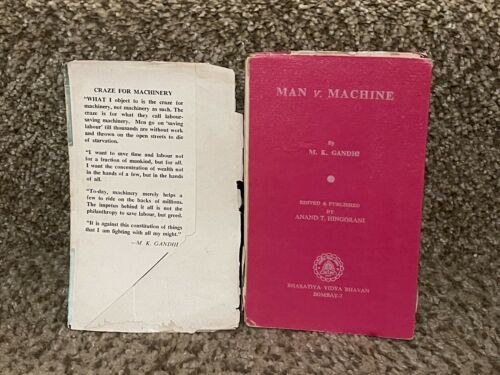 CRAZE FOR MACHINERY
"WHAT I object to is the craze for
machinery, not machinery as such. The
craze is for what they call labour-
saving machinery. Men go on 'saving
labour' till thousands are without work
and thrown on the open streets to die
of starvation.
"I want to save time and labour not
for a fraction of mankind, but for all.
I want the concentration of wealth not
in the hands of a few, but in the hands
of all.
"To-day, machinery merely helps a
few to ride on the backs of millions.
The impetus behind it all is not the
philanthropy to save labour, but greed.
"It is against this constitution of things
that I am fighting with all my might."
—M. K. GANDHI
MAN v. MACHINE
By
M. K. GANDHI
EDITED & PUBLISHED
BY
ANAND T. HINGORANI
BHARATIYA VIDYA BHAVAN
BOMBAY-7